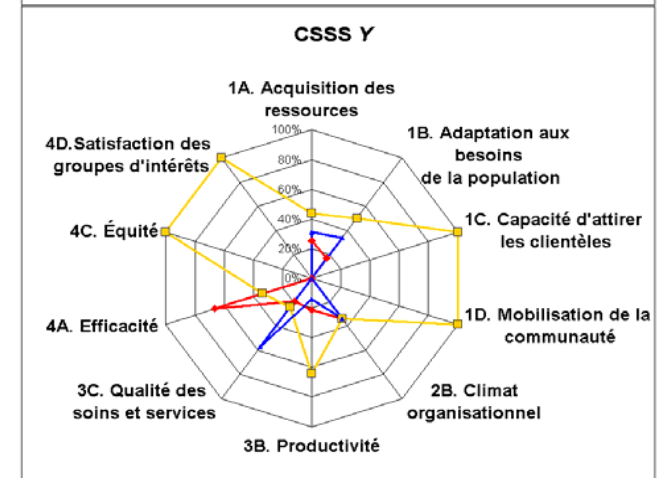 CSSS Y
1A. Acquisition des
ressources
1B. Adaptation aux
besoins
de la population
1C. Capacité d'attirer
les clientèles
1D. Mobilisation de la
communauté
2B. Climat
organisationnel
3B. Productivité
3C. Qualité des
soins et services
4A. Efficacité
4C. Équité
4D.Satisfaction des
groupes d'intérêts
100%
80%
60%
40%
20%
0%